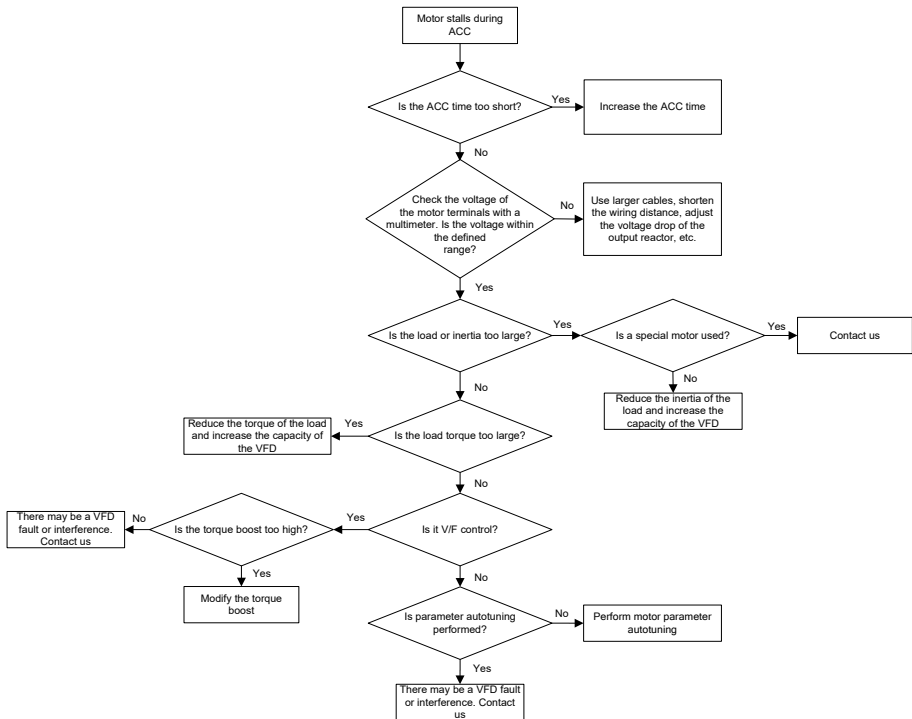 Motor stalls during
ACC
Is the ACC time too short?
Yes
Increase the ACC time
No
Check the voltage of
the motor terminals with a
multimeter. Is the voltage within
the defined
range?
No
Use larger cables, shorten
the wiring distance, adjust
the voltage drop of the
output reactor, etc.
Yes
Is the load or inertia too large?
Yes
Is a special motor used?
Yes
Contact us
No
No
Reduce the inertia of the
load and increase the
capacity of the VFD
Reduce the torque of the load
and increase the capacity of
the VFD
Yes
Is the load torque too large?
No
There may be a VFD
fault or interference.
Contact us
No
Is the torque boost too high?
Yes
Is it V/F control?
Yes
No
Modify the torque
boost
Is parameter autotuning
performed?
No
Perform motor parameter
autotuning
Yes
There may be a VFD fault
or interference. Contact
us